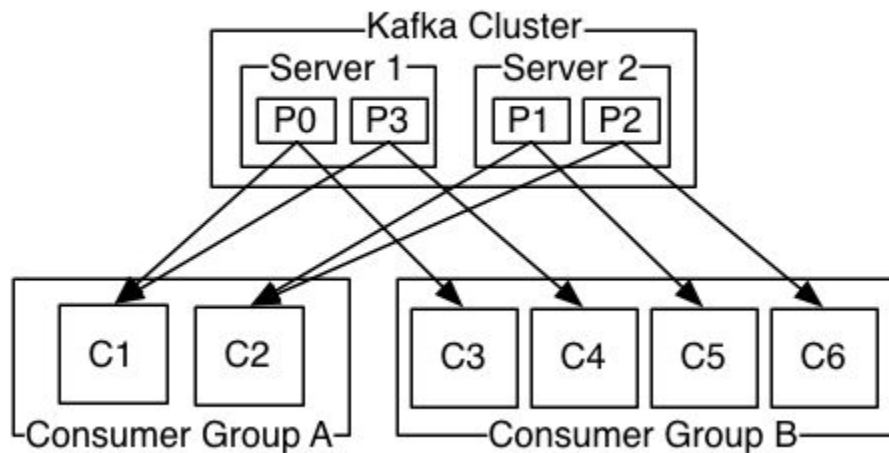 Kafka Cluster
Server 1
Server 2
P0
P3
P1
P2
C1
C2
C3
C4
C5
C6
Consumer Group A
Consumer Group B